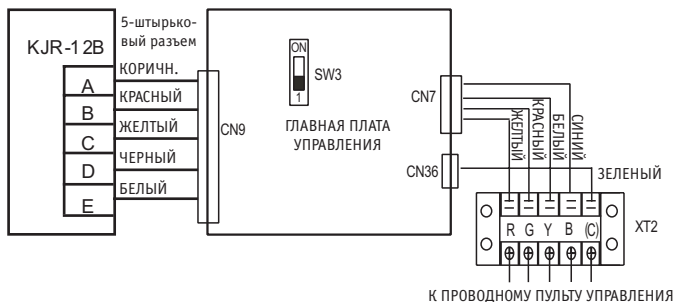 5-штырько-
вый разъем
KJR-12B
A
B
C
D
E
КОРИЧН.
КРАСНЫЙ
ЖЕЛТЫЙ
ЧЕРНЫЙ
БЕЛЫЙ
CN9
ON
1
SW3
ГЛАВНАЯ ПЛАТА
УПРАВЛЕНИЯ
CN7
CN36
ЖЕЛТЫЙ
КРАСНЫЙ
БЕЛЫЙ
СИНИЙ
ЗЕЛЕНЫЙ
R G Y B (C)
XT2
К ПРОВОДНОМУ ПУЛЬТУ УПРАВЛЕНИЯ